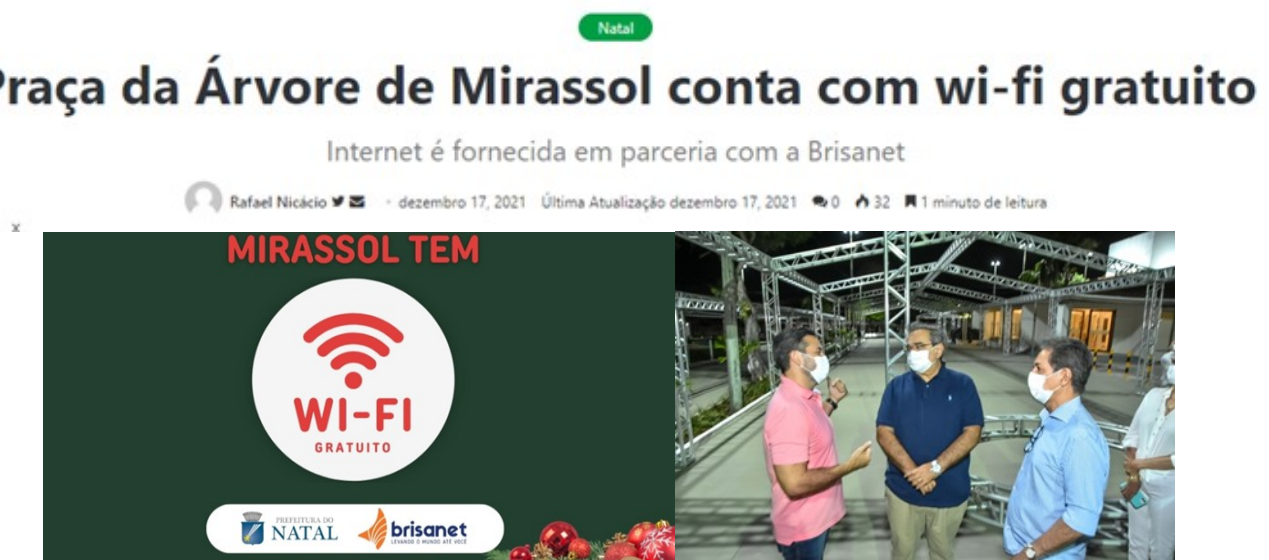 Natal
Praça da Árvore de Mirassol conta com wi-fi gratuito
Internet é fornecida em parceria com a Brisanet
Rafael Nicácio dezembro 17, 2021 Última Atualização dezembro 17, 2021 0 32 1 minuto de leitura
x
MIRASSOL TEM
WI-FI
GRATUITO
PREFEITURA DO
NATAL
brisanet
LEVANDO O MUNDO ATÉ VOCÊ